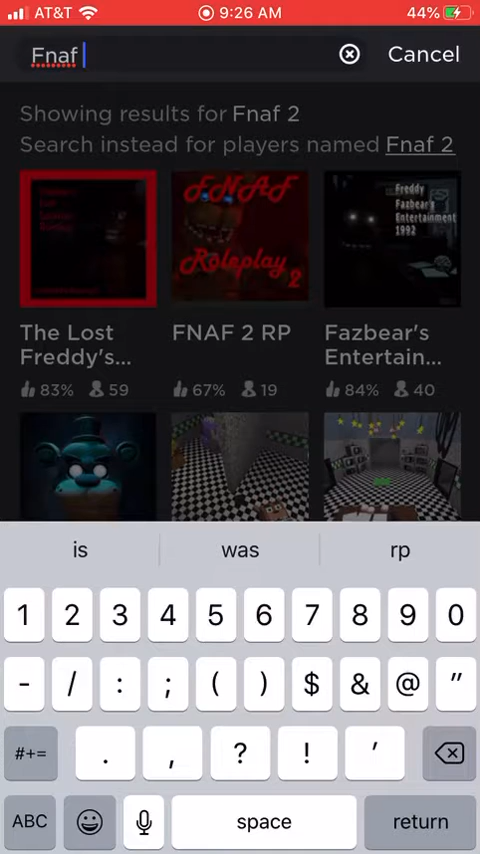 AT&T 9:26 AM 44%
Fnaf Cancel
Showing results for Fnaf 2
Search instead for players named Fnaf 2
FNAF
Roleplay
2
Freddy
Fazbear's
Entertainment
1992
The Lost
Freddy's...
FNAF 2 RP
Fazbear's
Entertain...
83% 59
67% 19
84% 40
is was rp
1 2 3 4 5 6 7 8 9 0
- / : ; ( ) $ & @ "
#+= . , ? ! '
ABC space return